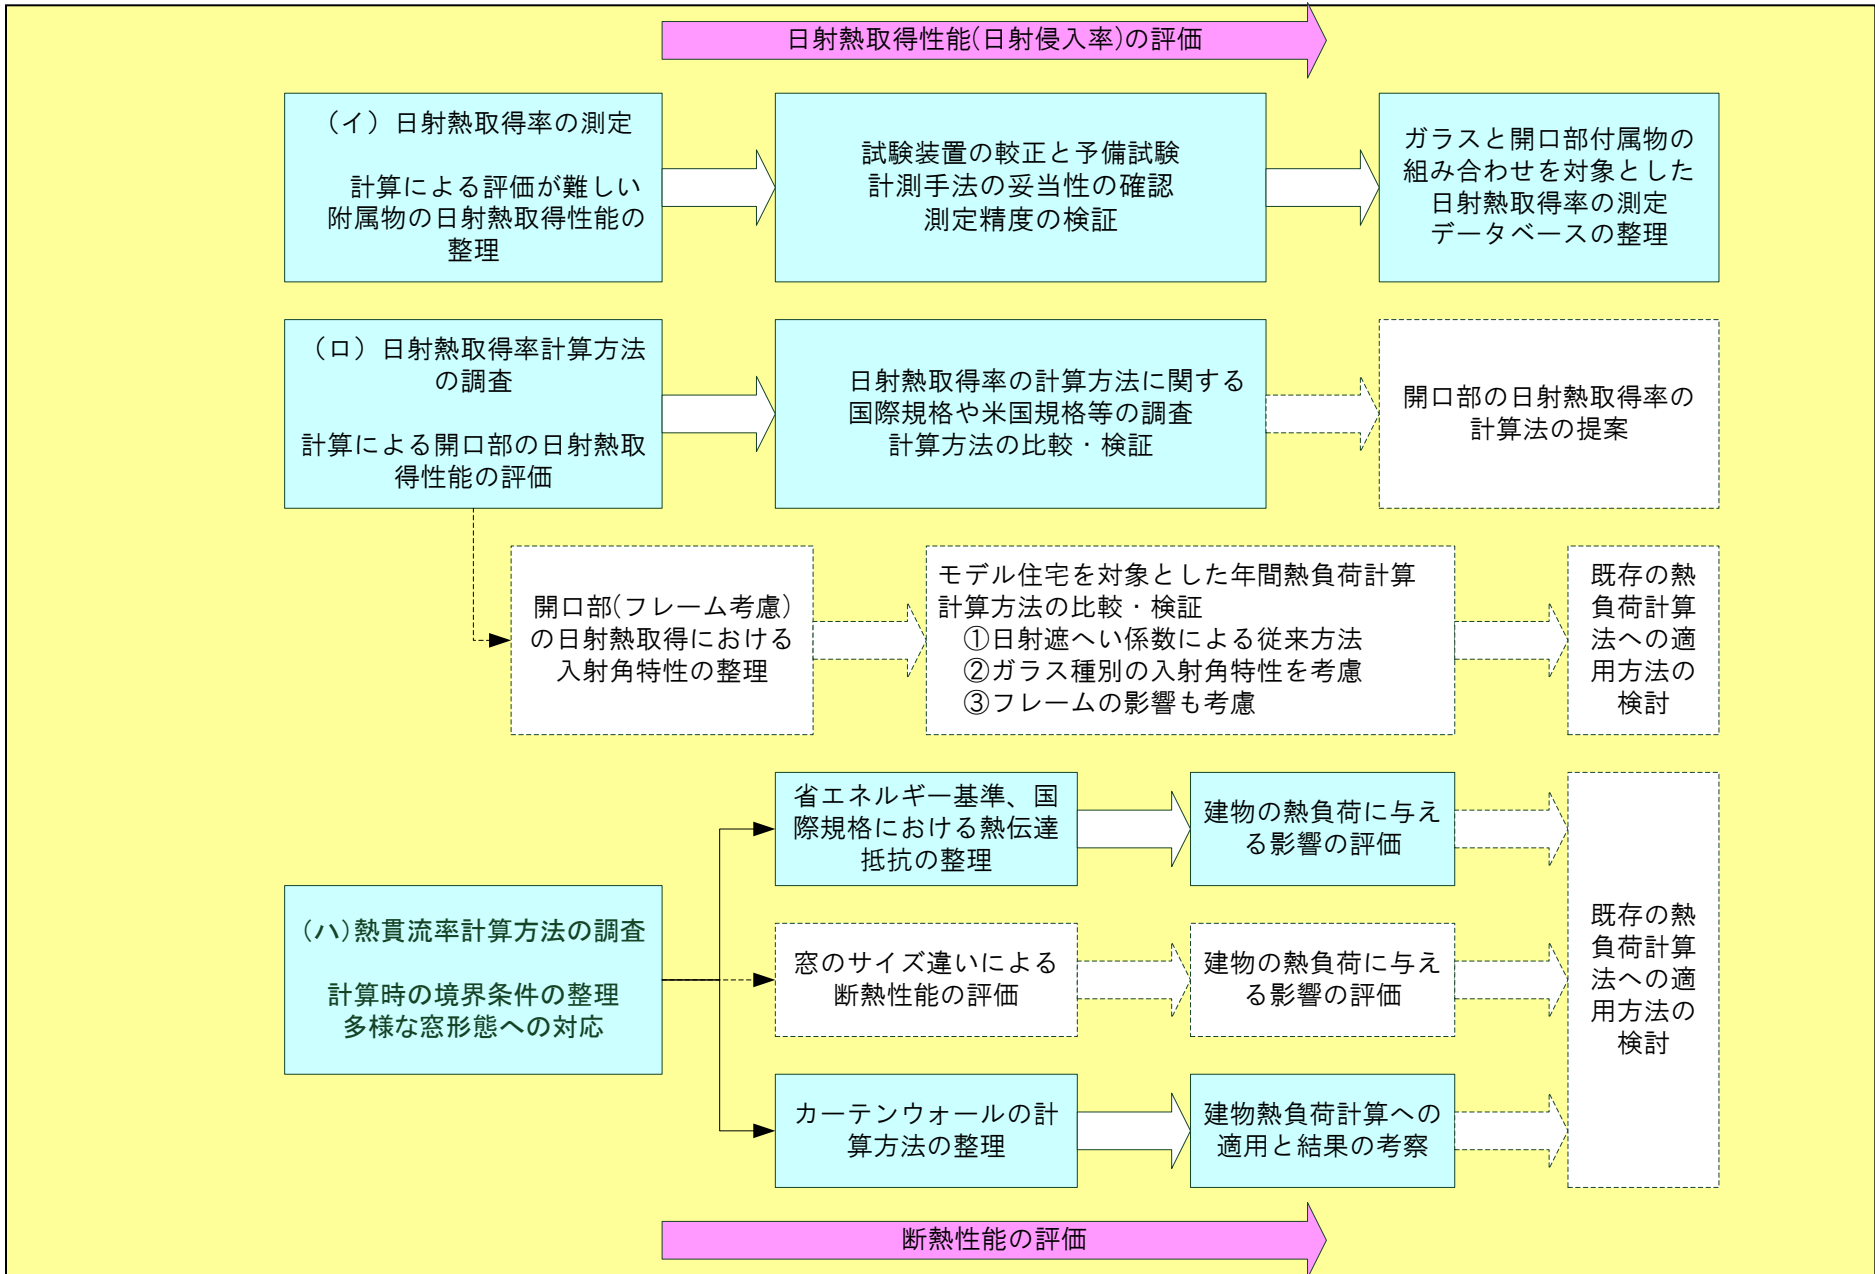 日射熱取得性能(日射侵入率)の評価
（イ）日射熱取得率の測定
計算による評価が難しい
附属物の日射熱取得性能の
整理
試験装置の較正と予備試験
計測手法の妥当性の確認
測定精度の検証
ガラスと開口部付属物の
組み合わせを対象とした
日射熱取得率の測定
データベースの整理
（ロ）日射熱取得率計算方法
の調査
計算による開口部の日射熱取
得性能の評価
日射熱取得率の計算方法に関する
国際規格や米国規格等の調査
計算方法の比較・検証
開口部の日射熱取得率の
計算法の提案
開口部(フレーム考慮)
の日射熱取得における
入射角特性の整理
モデル住宅を対象とした年間熱負荷計算
計算方法の比較・検証
①日射遮へい係数による従来方法
②ガラス種別の入射角特性を考慮
③フレームの影響も考慮
既存の熱
負荷計算
法への適
用方法の
検討
（ハ）熱貫流率計算方法の調査
計算時の境界条件の整理
多様な窓形態への対応
省エネルギー基準、国
際規格における熱伝達
抵抗の整理
建物の熱負荷に与え
る影響の評価
窓のサイズ違いによる
断熱性能の評価
建物の熱負荷に与え
る影響の評価
カーテンウォールの計
算方法の整理
建物熱負荷計算への
適用と結果の考察
既存の熱
負荷計算
法への適
用方法の
検討
断熱性能の評価